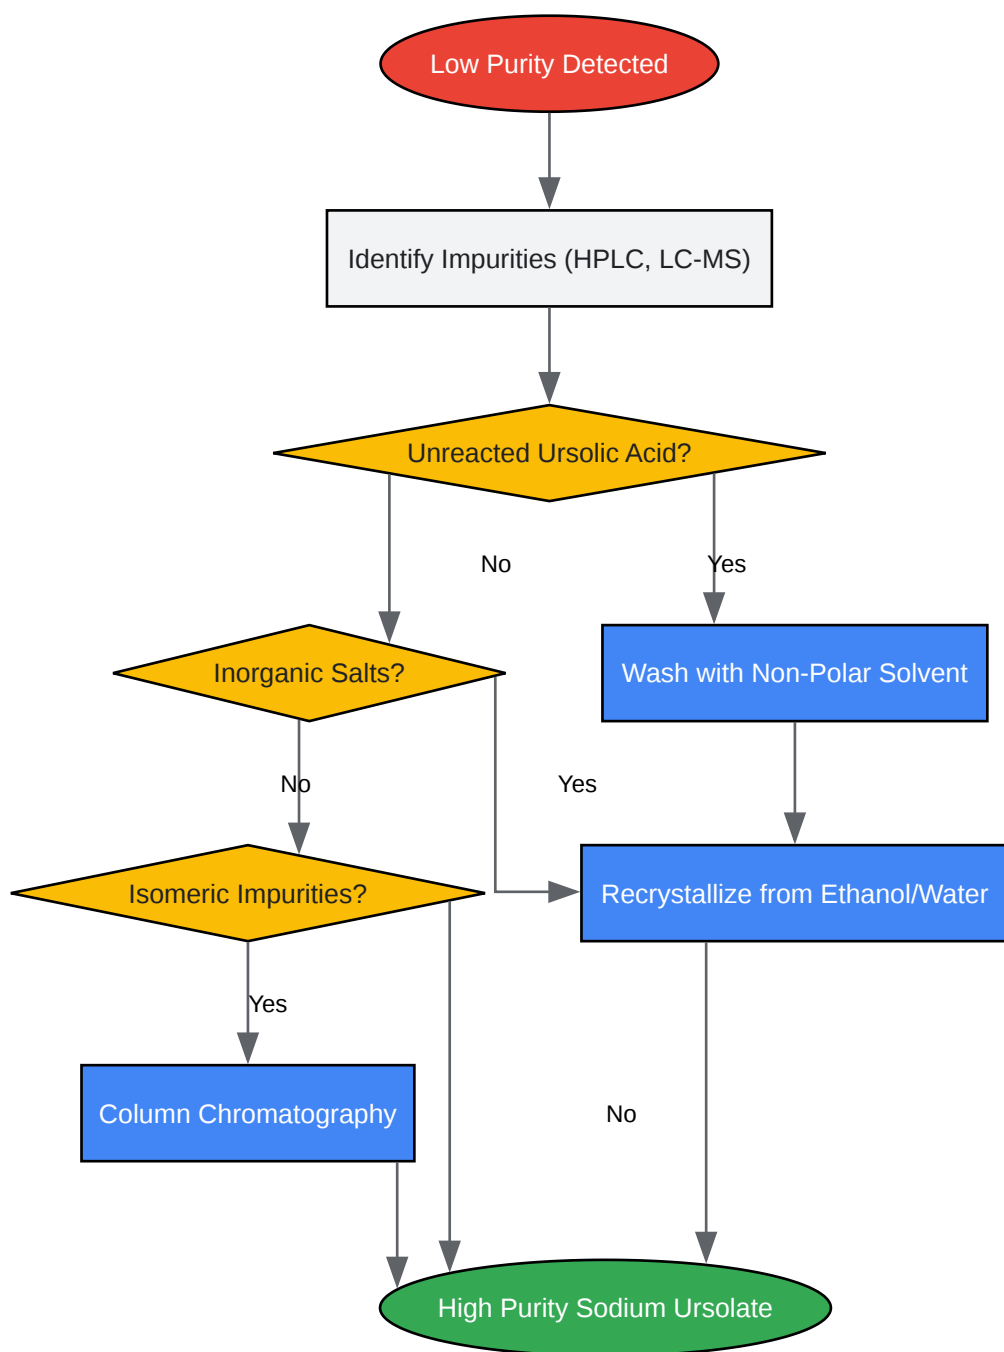 Low Purity Detected
Identify Impurities (HPLC, LC-MS)
Unreacted Ursolic Acid?
No
Yes
Inorganic Salts?
Wash with Non-Polar Solvent
No
Yes
Isomeric Impurities?
Recrystallize from Ethanol/Water
Yes
Column Chromatography
No
High Purity Sodium Ursolate